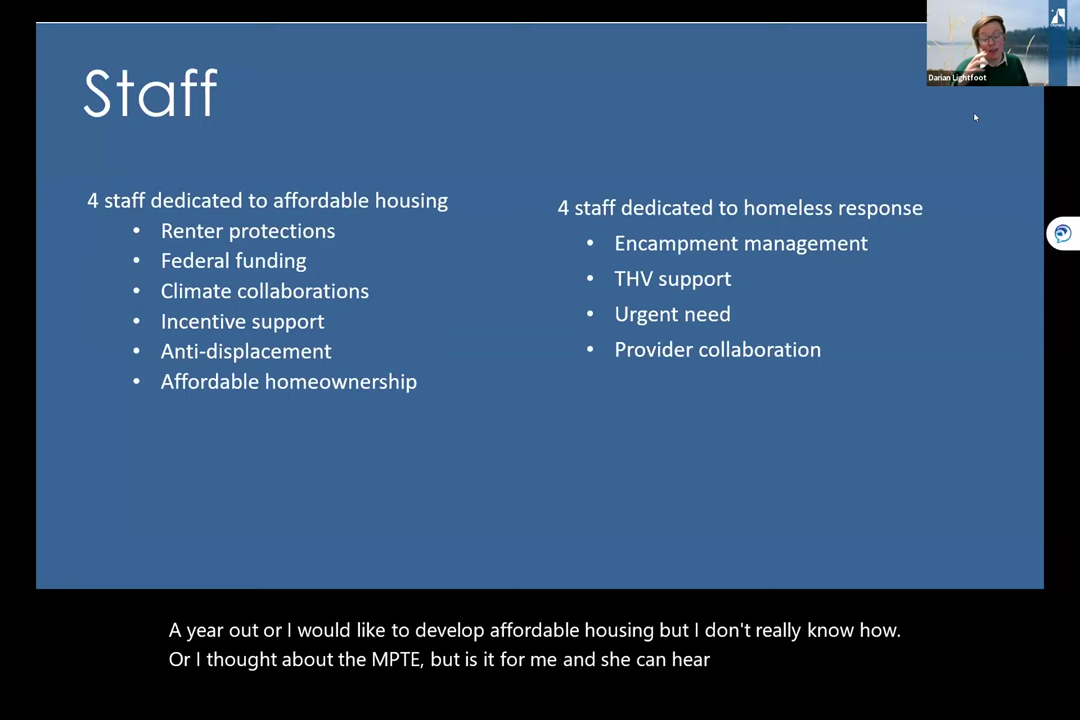 Staff
4 staff dedicated to affordable housing
• Renter protections
• Federal funding
• Climate collaborations
• Incentive support
• Anti-displacement
• Affordable homeownership
4 staff dedicated to homeless response
• Encampment management
• THV support
• Urgent need
• Provider collaboration
Darian Lightfoot
A year out or I would like to develop affordable housing but I don't really know how.
Or I thought about the MPTE, but is it for me and she can hear